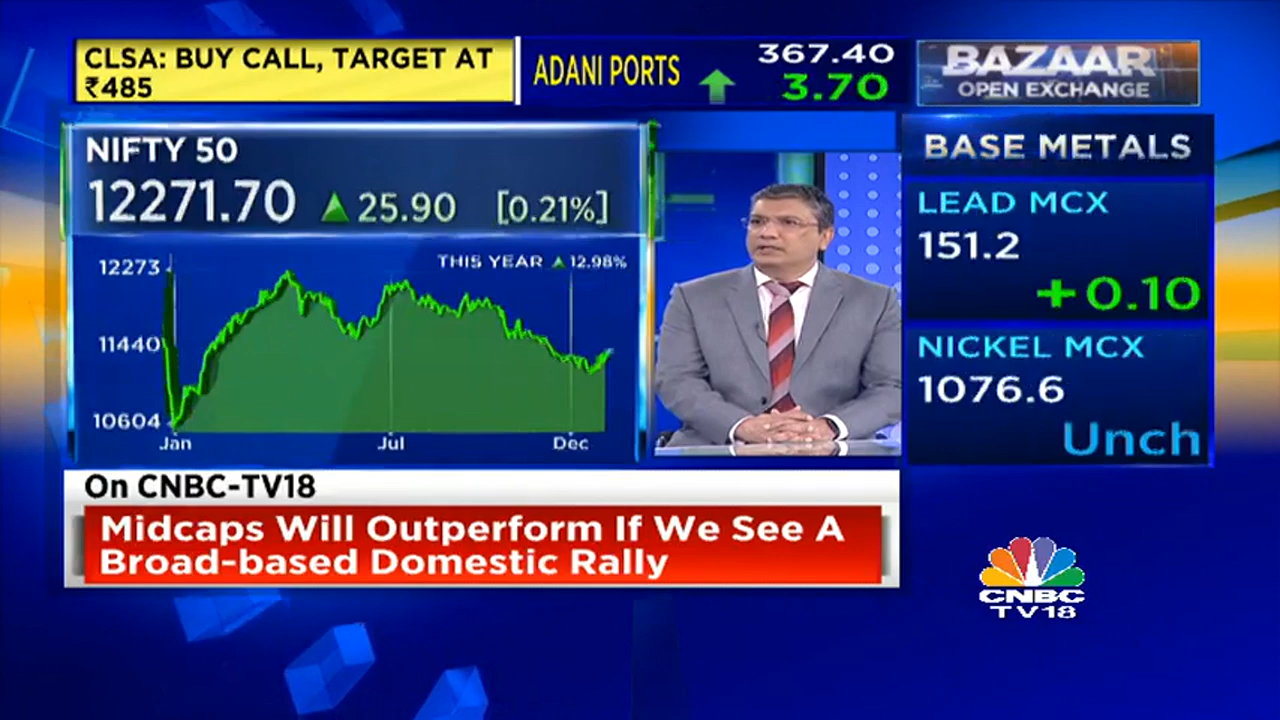 CLSA: BUY CALL, TARGET AT
₹485
ADANI PORTS
367.40
3.70
BAZAAR
OPEN EXCHANGE
NIFTY 50
12271.70 ▲ 25.90 [0.21%]
THIS YEAR ▲ 12.98%
12273
11440
10604
Jan Jul Dec
BASE METALS
LEAD MCX
151.2
+0.10
NICKEL MCX
1076.6
Unch
On CNBC-TV18
Midcaps Will Outperform If We See A
Broad-based Domestic Rally
CNBC
TV18